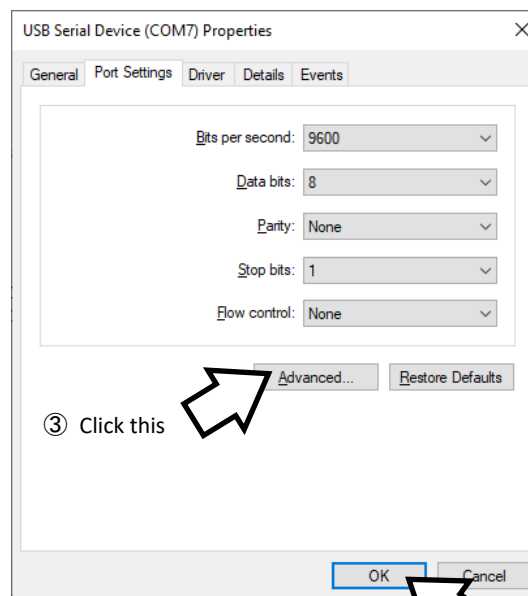 USB Serial Device (COM7) Properties
General Port Settings Driver Details Events
Bits per second: 9600
Data bits: 8
Parity: None
Stop bits: 1
Flow control: None
Advanced... Restore Defaults
③ Click this
OK Cancel